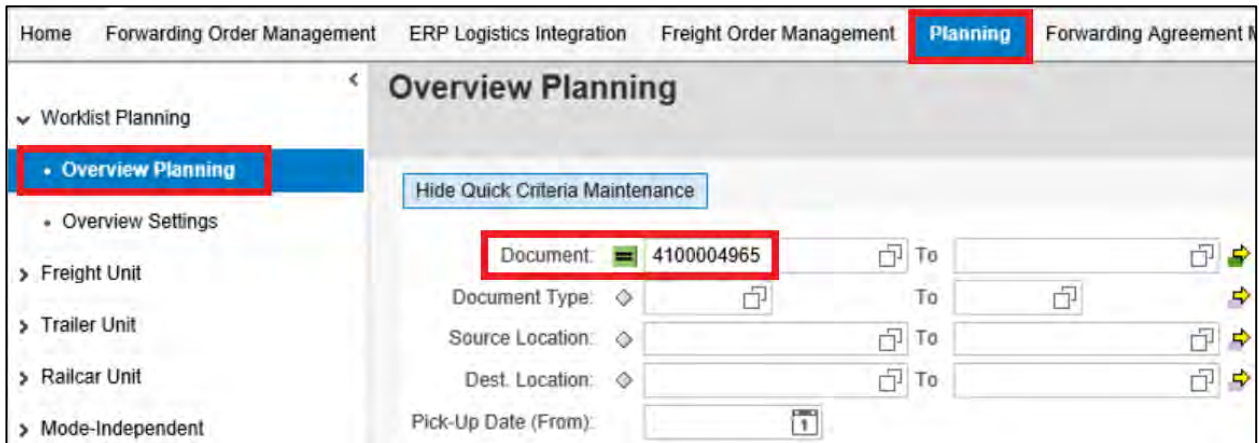 Home Forwarding Order Management ERP Logistics Integration Freight Order Management Planning Forwarding Agreement
Overview Planning
Worklist Planning
• Overview Planning
• Overview Settings
Freight Unit
Trailer Unit
Railcar Unit
Mode-Independent
Hide Quick Criteria Maintenance
Document: 4100004965 To
Document Type: To
Source Location: To
Dest. Location: To
Pick-Up Date (From): 1